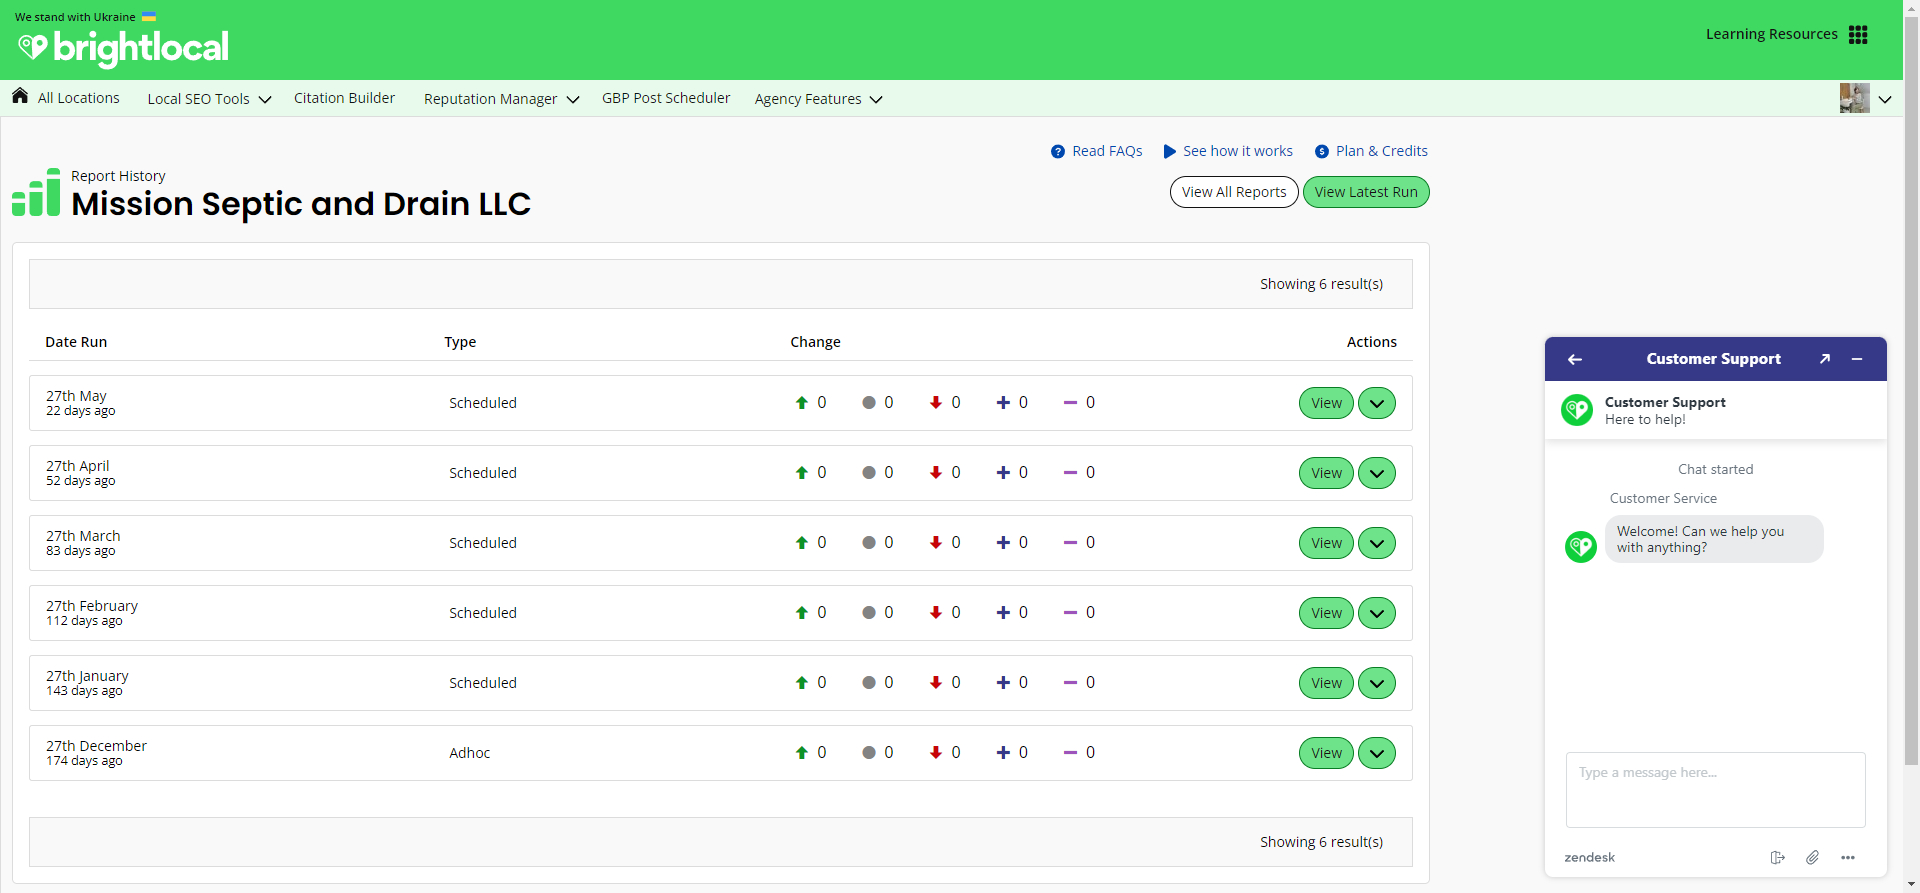 We stand with Ukraine
brightlocal
Learning Resources
All Locations
Local SEO Tools
Citation Builder
Reputation Manager
GBP Post Scheduler
Agency Features
Read FAQs
See how it works
Plan & Credits
Report History
Mission Septic and Drain LLC
View All Reports
View Latest Run
Showing 6 result(s)
Date Run Type Change Actions
27th May
22 days ago
Scheduled 0 0 0 0 0 View
27th April
52 days ago
Scheduled 0 0 0 0 0 View
27th March
83 days ago
Scheduled 0 0 0 0 0 View
27th February
112 days ago
Scheduled 0 0 0 0 0 View
27th January
143 days ago
Scheduled 0 0 0 0 0 View
27th December
174 days ago
Adhoc 0 0 0 0 0 View
Showing 6 result(s)
Customer Support
Customer Support
Here to help!
Chat started
Customer Service
Welcome! Can we help you
with anything?
Type a message here...
zendesk